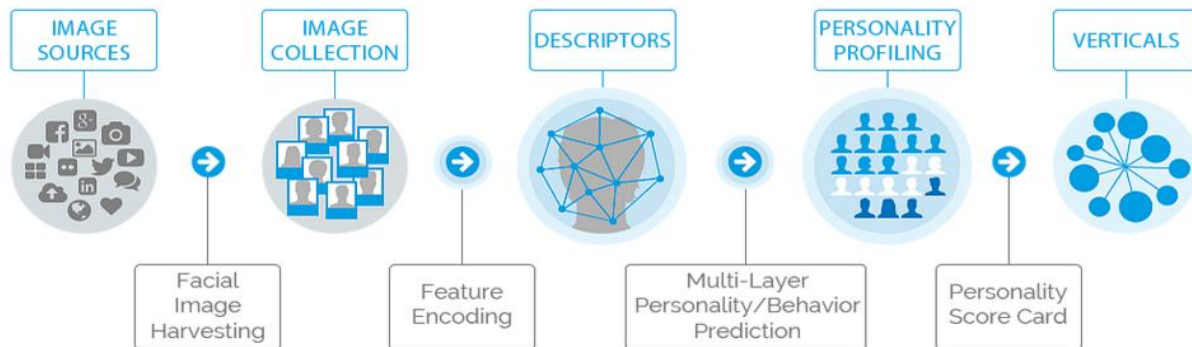 IMAGE
SOURCES
IMAGE
COLLECTION
DESCRIPTORS
PERSONALITY
PROFILING
VERTICALS
Facial
Image
Harvesting
Feature
Encoding
Multi-Layer
Personality/Behavior
Prediction
Personality
Score Card